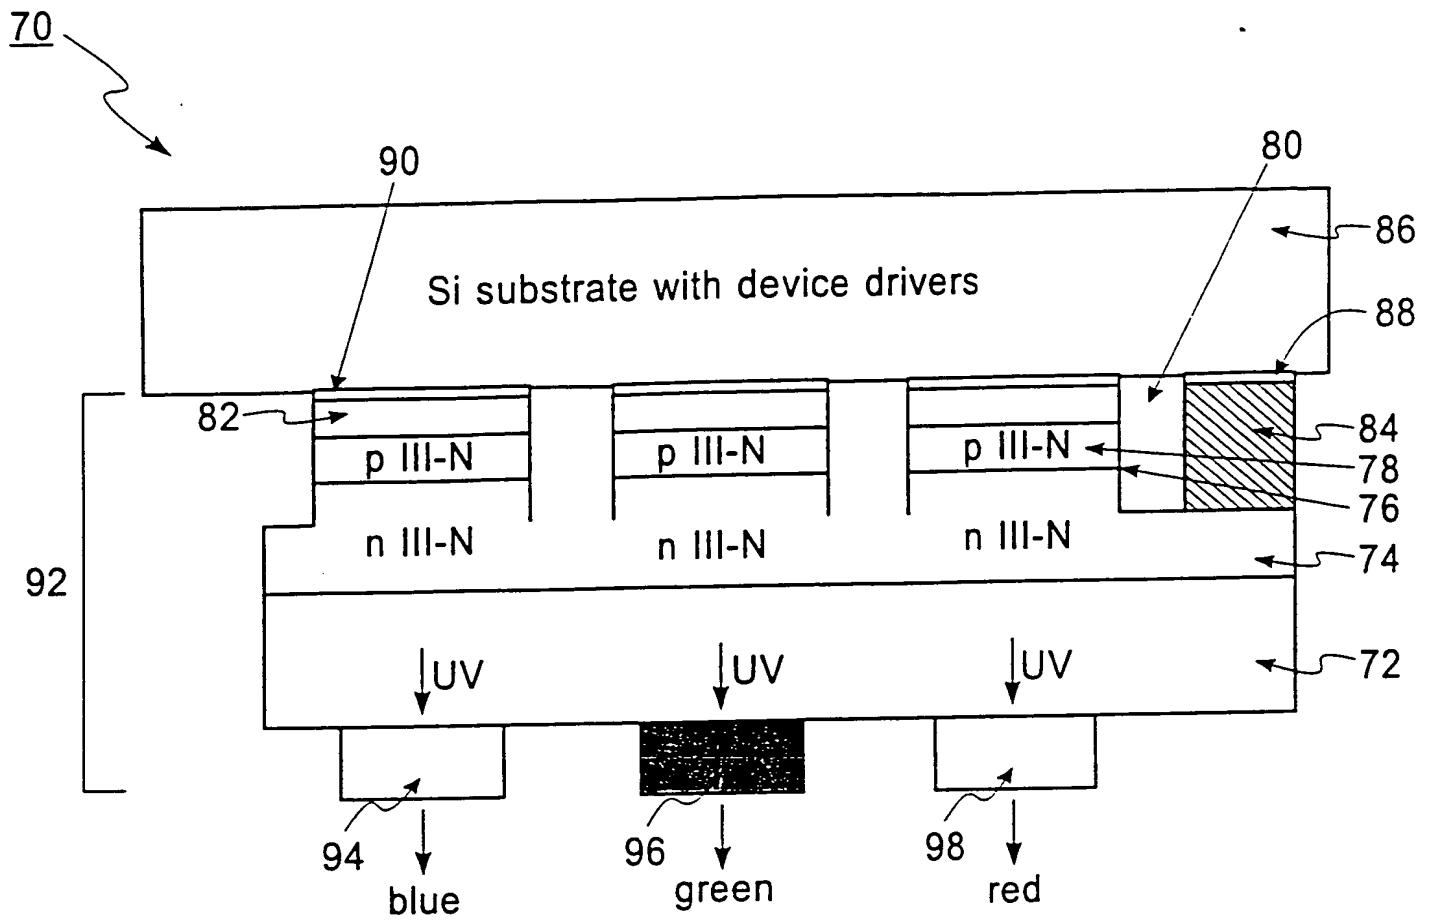 70
90
80
86
Si substrate with device drivers
88
82
84
p III-N p III-N p III-N
78
76
n III-N n III-N n III-N
74
92
UV UV UV
72
94
96
98
blue
green
red